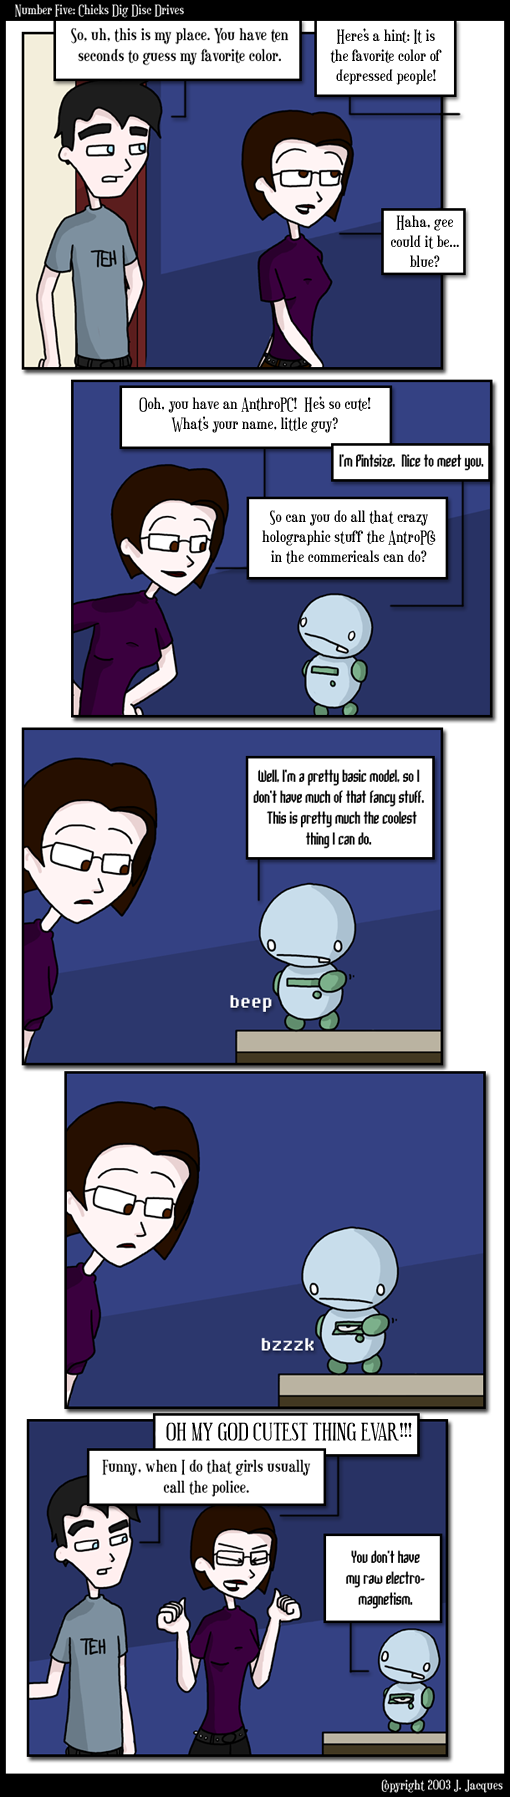 Number Five: Chicks Dig Disc Drives
So, uh, this is my place. You have ten
seconds to guess my favorite color.
Here's a hint: It is
the favorite color of
depressed people!
TEH
Haha, gee
could it be...
blue?
Ooh, you have an AnthroPC! He's so cute!
What's your name, little guy?
I'm Pintsize. Nice to meet you.
So can you do all that crazy
holographic stuff the AntroPCs
in the commericals can do?
Well, I'm a pretty basic model, so I
don't have much of that fancy stuff.
This is pretty much the coolest
thing I can do.
beep
bzzzk
OH MY GOD CUTEST THING EVAR!!!
Funny, when I do that girls usually
call the police.
You don't have
my raw electro-
magnetism.
TEH
Copyright 2003 J. Jacques